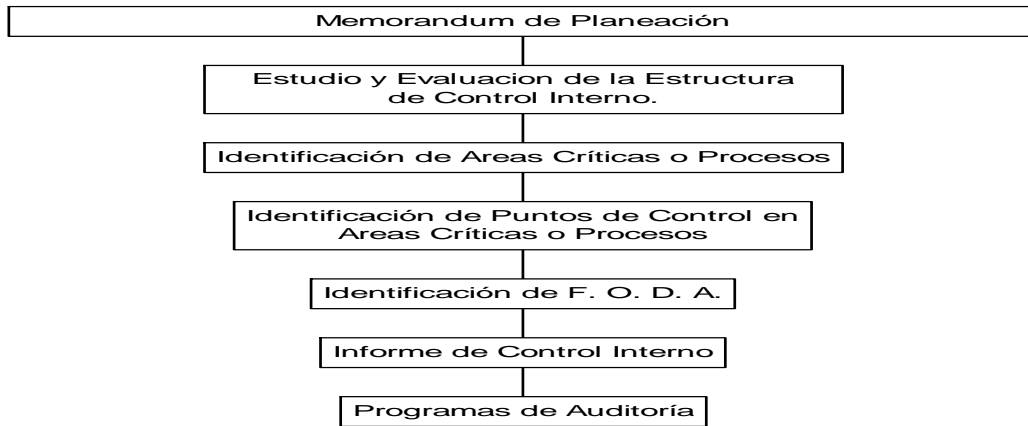 Memorandum de Planeación
Estudio y Evaluacion de la Estructura
de Control Interno.
Identificación de Areas Críticas o Procesos
Identificación de Puntos de Control en
Areas Críticas o Procesos
Identificación de F. O. D. A.
Informe de Control Interno
Programas de Auditoría